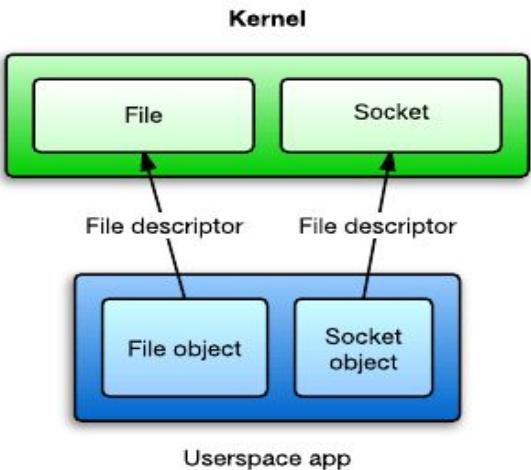 Kernel
File
Socket
File descriptor
File descriptor
File object
Socket
object
Userspace app